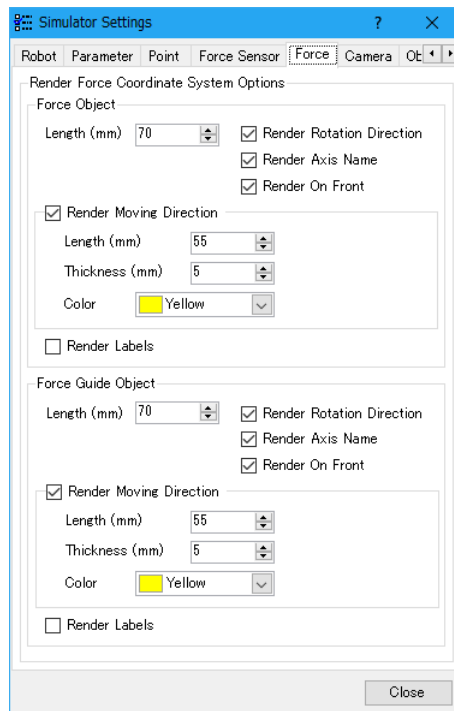 Simulator Settings ? ×
Robot Parameter Point Force Sensor Force Camera
Render Force Coordinate System Options
Force Object
Length (mm) 70 Render Rotation Direction
Render Axis Name
Render On Front
Render Moving Direction
Length (mm) 55
Thickness (mm) 5
Color Yellow
Render Labels
Force Guide Object
Length (mm) 70 Render Rotation Direction
Render Axis Name
Render On Front
Render Moving Direction
Length (mm) 55
Thickness (mm) 5
Color Yellow
Render Labels
Close